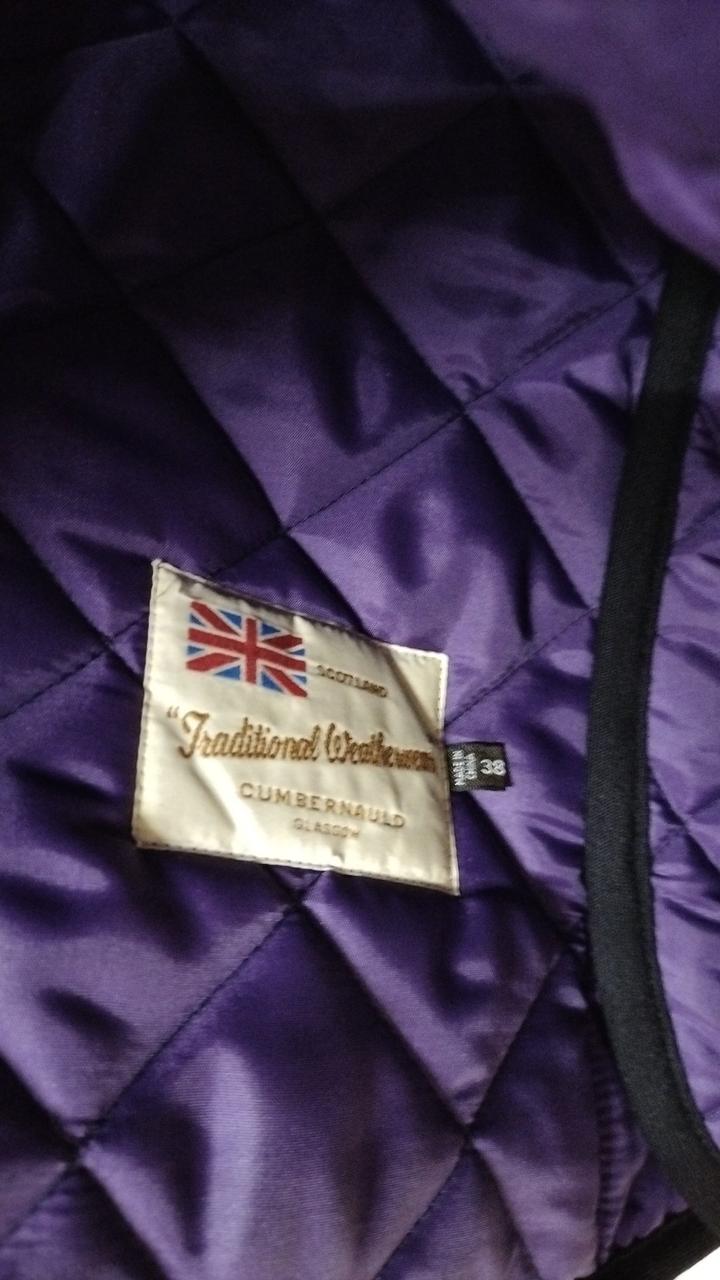 SCOTLAND
"Traditional Weatherwear
CUMBERNAULD
GLASGOW
MADE IN
CHINA
38